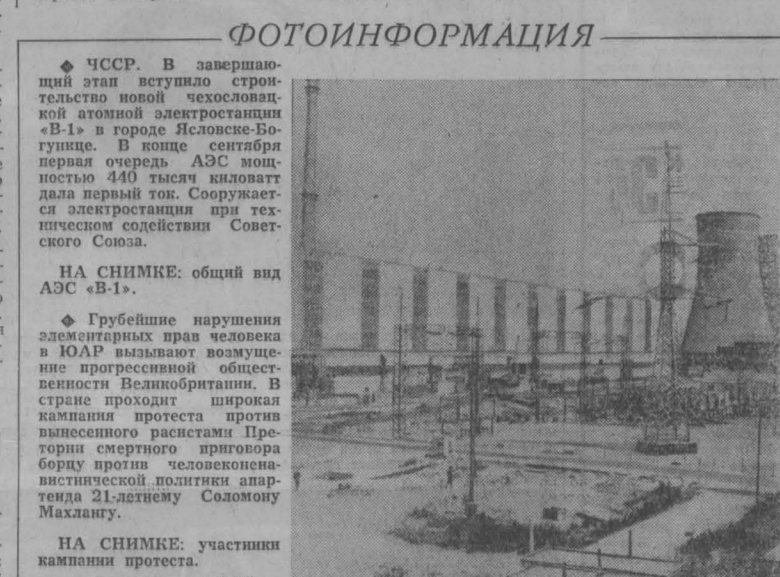 ФОТОИНФОРМАЦИЯ
◆ ЧССР. В завершаю-
щий этап вступило строи-
тельство новой чехословац-
кой атомной электростанции
«В-1» в городе Ясловске-Бо-
гунице. В конце сентября
первая очередь АЭС мощ-
ностью 440 тысяч киловатт
дала первый ток. Сооружает-
ся электростанция при тех-
ническом содействии Совет-
ского Союза.
НА СНИМКЕ: общий вид
АЭС «В-1».
◆ Грубейшие нарушения
элементарных прав человека
в ЮАР вызывают возмуще-
ние прогрессивной общест-
венности Великобритании. В
стране проходит широкая
кампания протеста против
вынесенного расистами Пре-
тории смертного приговора
борцу против человеконена-
вистнической политики апар-
теида 21-летнему Соломону
Махлангу.
НА СНИМКЕ: участники
кампании протеста.